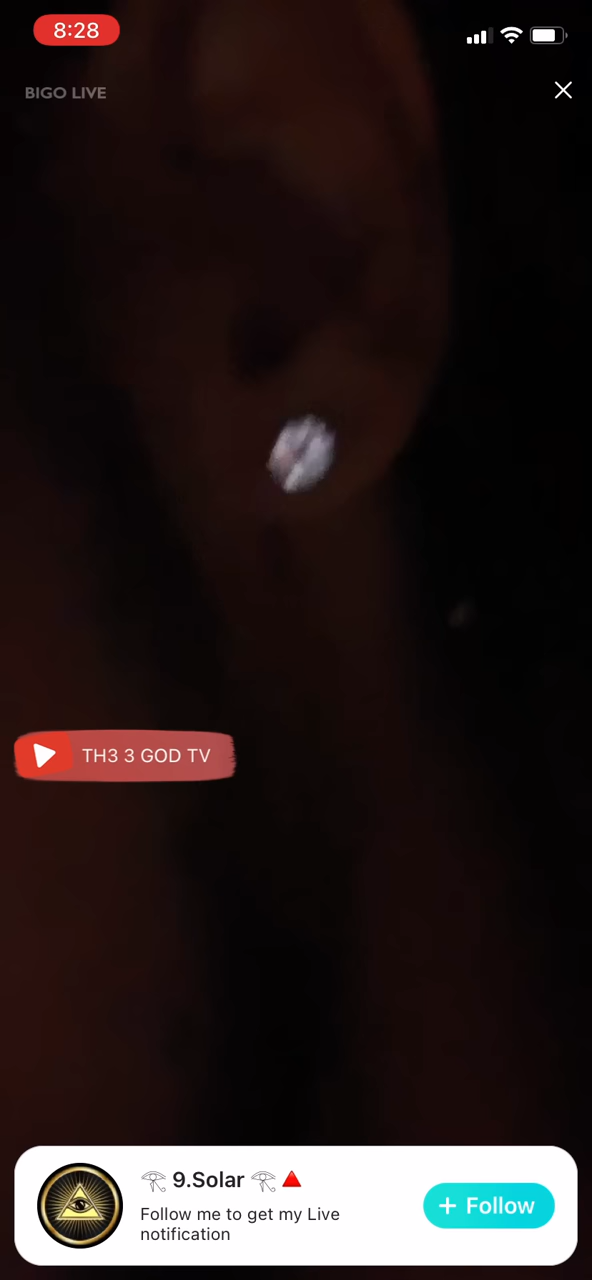 8:28
BIGO LIVE
TH3 3 GOD TV
𓂀 9.Solar 𓂀🔺
Follow me to get my Live
notification
+ Follow